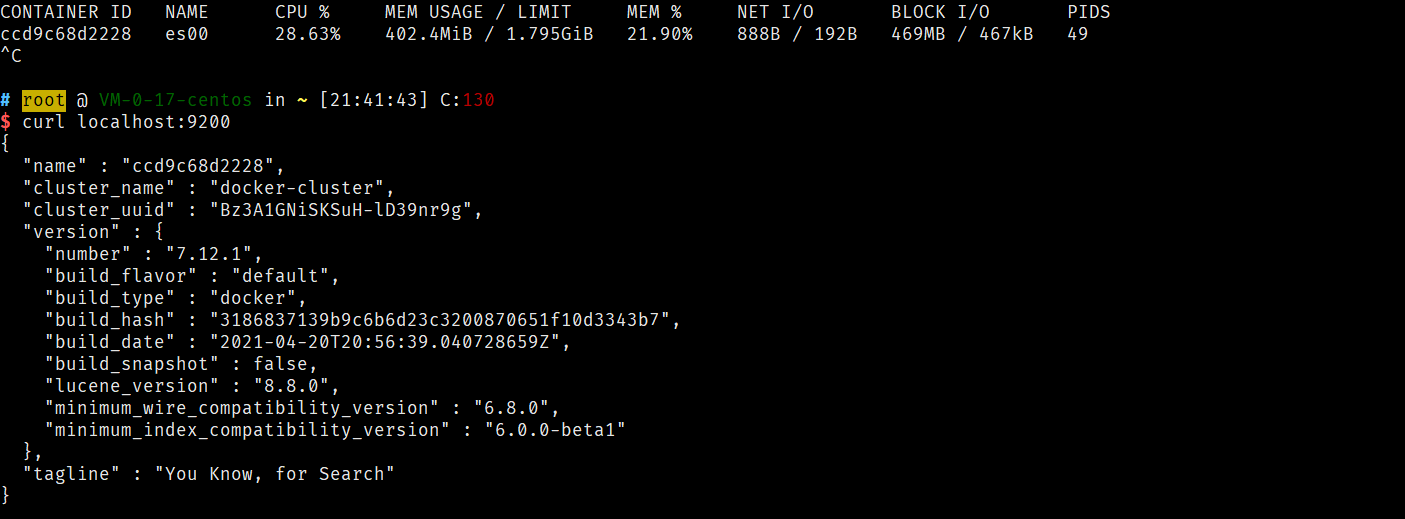 CONTAINER ID   NAME      CPU %     MEM USAGE / LIMIT     MEM %     NET I/O       BLOCK I/O       PIDS
ccd9c68d2228   es00      28.63%    402.4MiB / 1.795GiB   21.90%    888B / 192B   469MB / 467kB   49
^C
# root @ VM-0-17-centos in ~ [21:41:43] C:130
$ curl localhost:9200
{
  "name" : "ccd9c68d2228",
  "cluster_name" : "docker-cluster",
  "cluster_uuid" : "Bz3A1GNiSKSuH-lD39nr9g",
  "version" : {
    "number" : "7.12.1",
    "build_flavor" : "default",
    "build_type" : "docker",
    "build_hash" : "3186837139b9c6b6d23c3200870651f10d3343b7",
    "build_date" : "2021-04-20T20:56:39.040728659Z",
    "build_snapshot" : false,
    "lucene_version" : "8.8.0",
    "minimum_wire_compatibility_version" : "6.8.0",
    "minimum_index_compatibility_version" : "6.0.0-beta1"
  },
  "tagline" : "You Know, for Search"
}